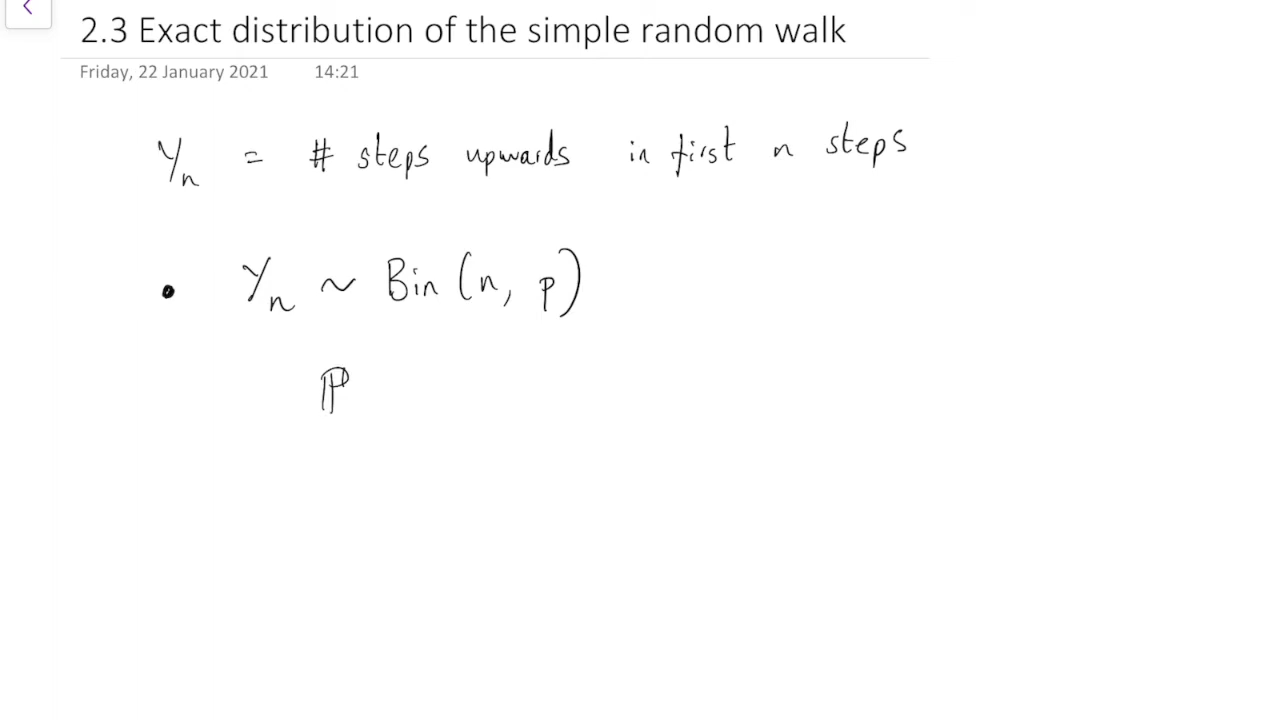 2.3 Exact distribution of the simple random walk
Friday, 22 January 2021 14:21
Yₙ = # steps upwards in first n steps
• Yₙ ~ Bin (n, p)
ℙ